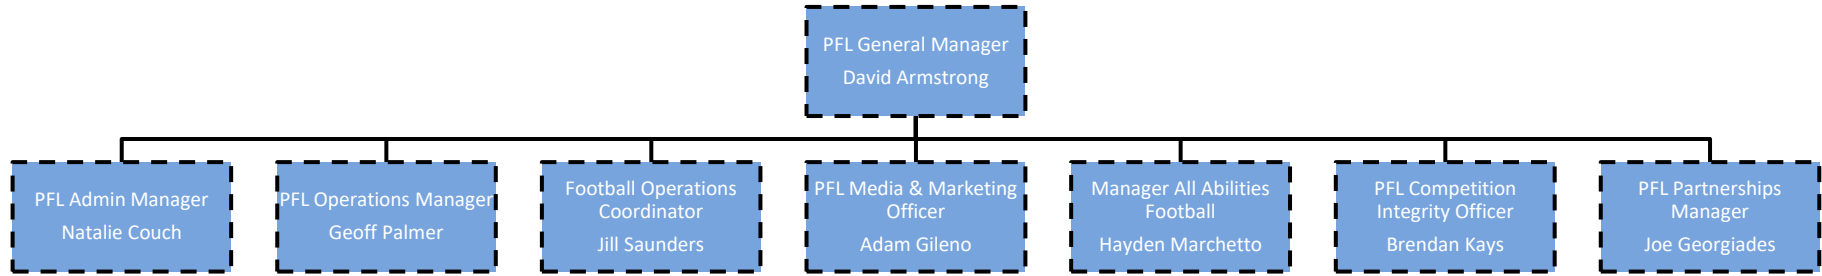 PFL General Manager
David Armstrong
PFL Admin Manager
Natalie Couch
PFL Operations Manager
Geoff Palmer
Football Operations
Coordinator
Jill Saunders
PFL Media & Marketing
Officer
Adam Gileno
Manager All Abilities
Football
Hayden Marchetto
PFL Competition
Integrity Officer
Brendan Kays
PFL Partnerships
Manager
Joe Georgiades